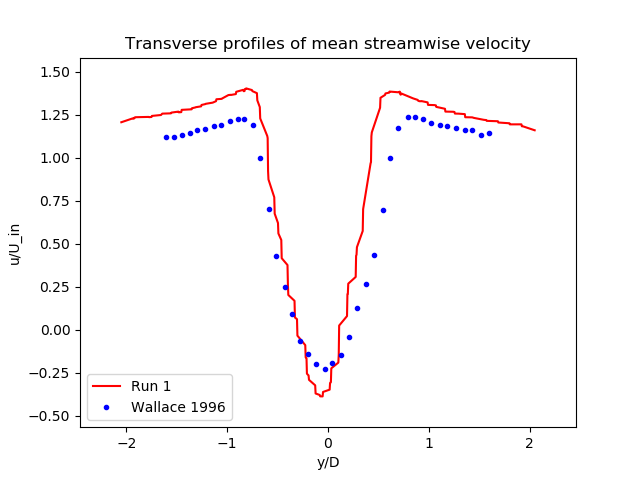 Transverse profiles of mean streamwise velocity
1.50
1.25
1.00
0.75
0.50
0.25
0.00
−0.25
−0.50
u/U_in
Run 1
Wallace 1996
−2
−1
0
1
2
y/D